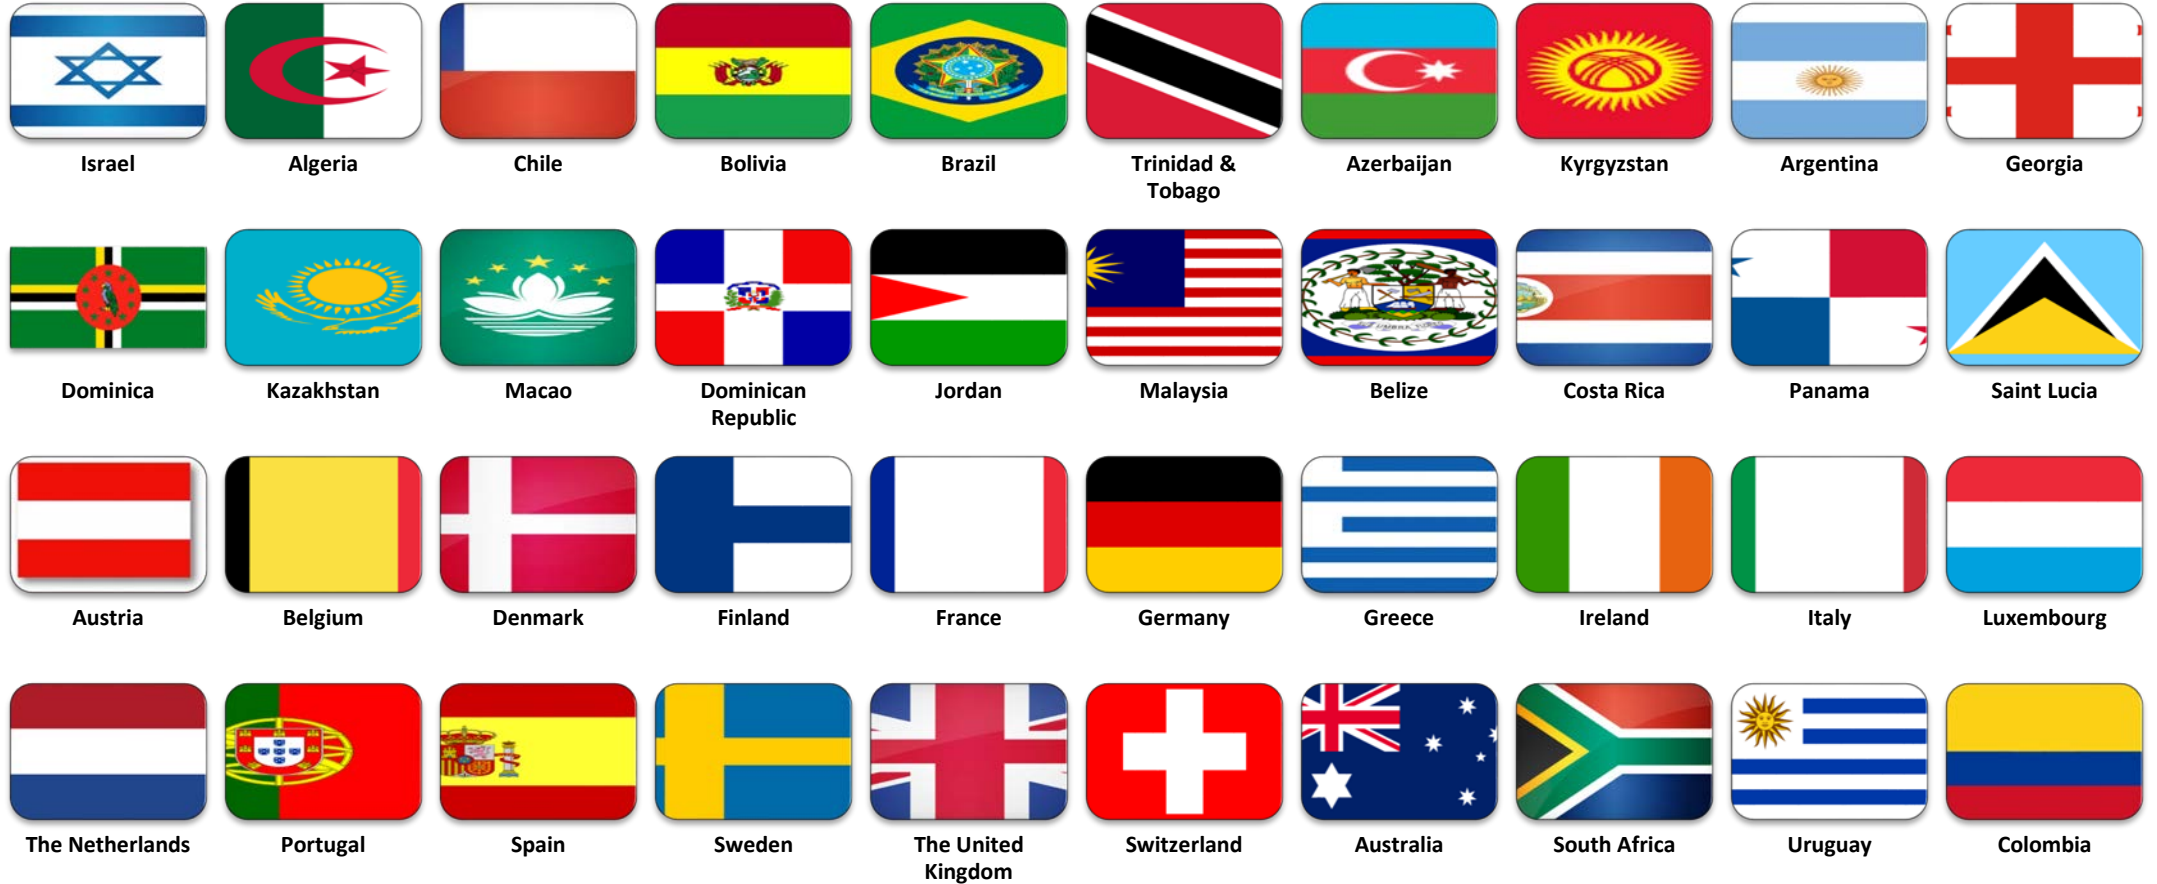 Israel
Algeria
Chile
Bolivia
Brazil
Trinidad &
Tobago
Azerbaijan
Kyrgyzstan
Argentina
Georgia
Dominica
Kazakhstan
Macao
Dominican
Republic
Jordan
Malaysia
Belize
Costa Rica
Panama
Saint Lucia
Austria
Belgium
Denmark
Finland
France
Germany
Greece
Ireland
Italy
Luxembourg
The Netherlands
Portugal
Spain
Sweden
The United
Kingdom
Switzerland
Australia
South Africa
Uruguay
Colombia